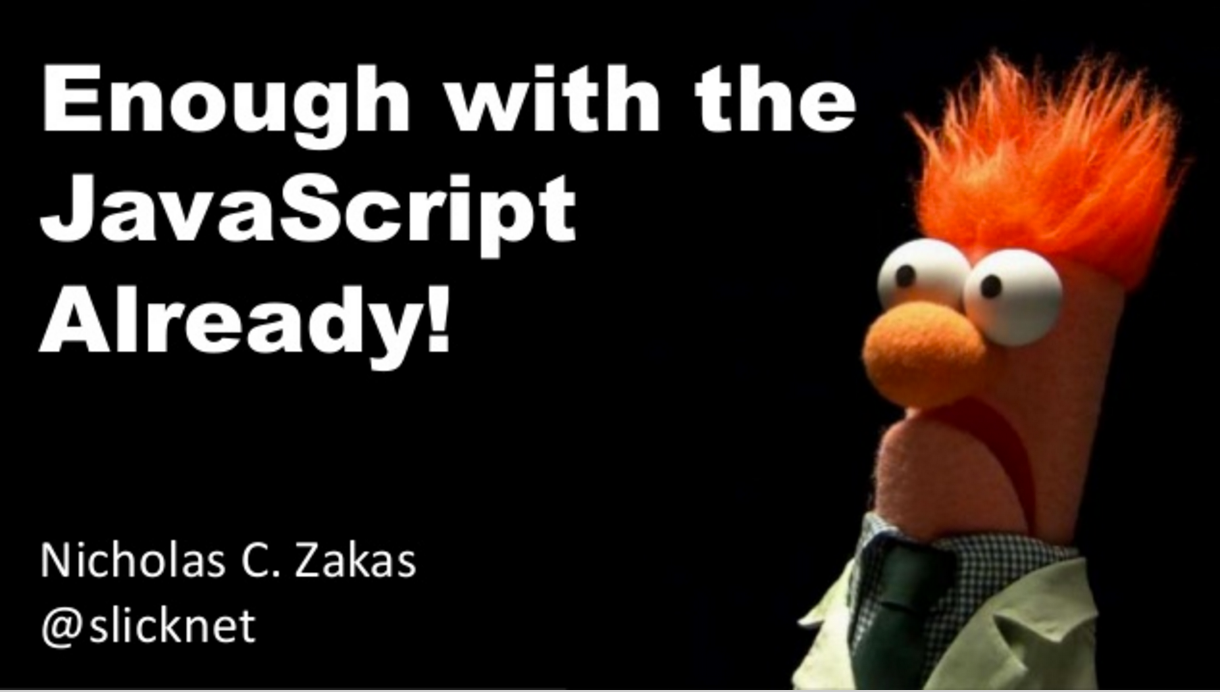 Enough with the
JavaScript
Already!
Nicholas C. Zakas
@slicknet